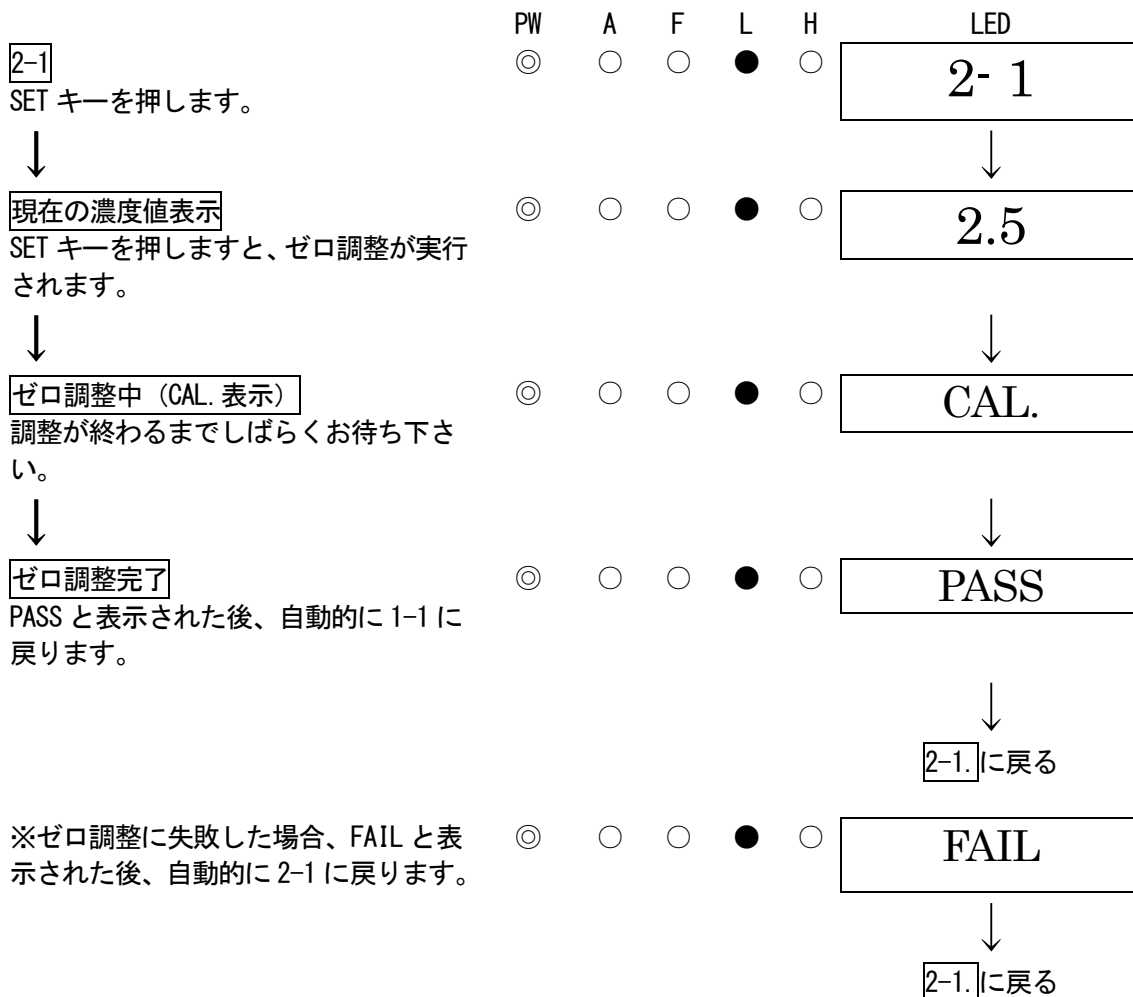 PW A F L H LED
2-1 ◎ ○ ○ ● ○ 2- 1
SET キーを押します。
↓ ↓
現在の濃度値表示 ◎ ○ ○ ● ○ 2.5
SET キーを押しますと、ゼロ調整が実行
されます。
↓ ↓
ゼロ調整中（CAL.表示） ◎ ○ ○ ● ○ CAL.
調整が終わるまでしばらくお待ち下さ
い。
↓ ↓
ゼロ調整完了 ◎ ○ ○ ● ○ PASS
PASS と表示された後、自動的に 1-1 に
戻ります。
↓
2-1.に戻る
※ゼロ調整に失敗した場合、FAIL と表 ◎ ○ ○ ● ○ FAIL
示された後、自動的に 2-1 に戻ります。
↓
2-1.に戻る